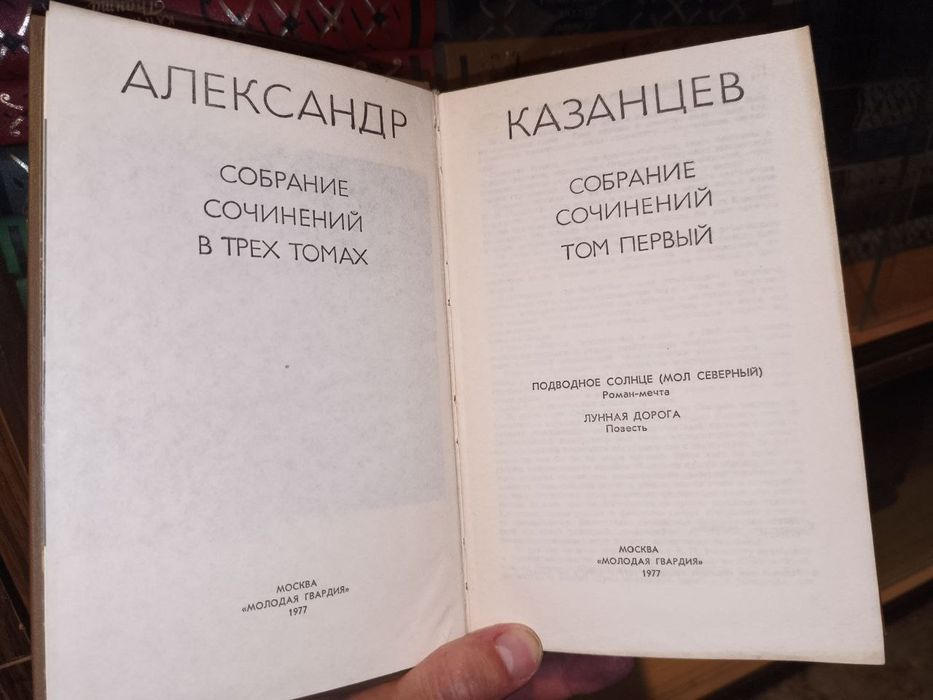 АЛЕКСАНДР
СОБРАНИЕ
СОЧИНЕНИЙ
В ТРЕХ ТОМАХ
МОСКВА
«МОЛОДАЯ ГВАРДИЯ»
1977
КАЗАНЦЕВ
СОБРАНИЕ
СОЧИНЕНИЙ
ТОМ ПЕРВЫЙ
ПОДВОДНОЕ СОЛНЦЕ (МОЛ СЕВЕРНЫЙ)
Роман-мечта
ЛУННАЯ ДОРОГА
Повесть
МОСКВА
«МОЛОДАЯ ГВАРДИЯ»
1977